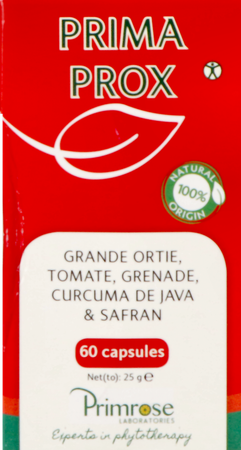 PRIMA
PROX
NATURAL
100%
ORIGIN
GRANDE ORTIE,
TOMATE, GRENADE,
CURCUMA DE JAVA
& SAFRAN
60 capsules
Net(to): 25 g ℮
Primrose
LABORATORIES
Experts in phytotherapy